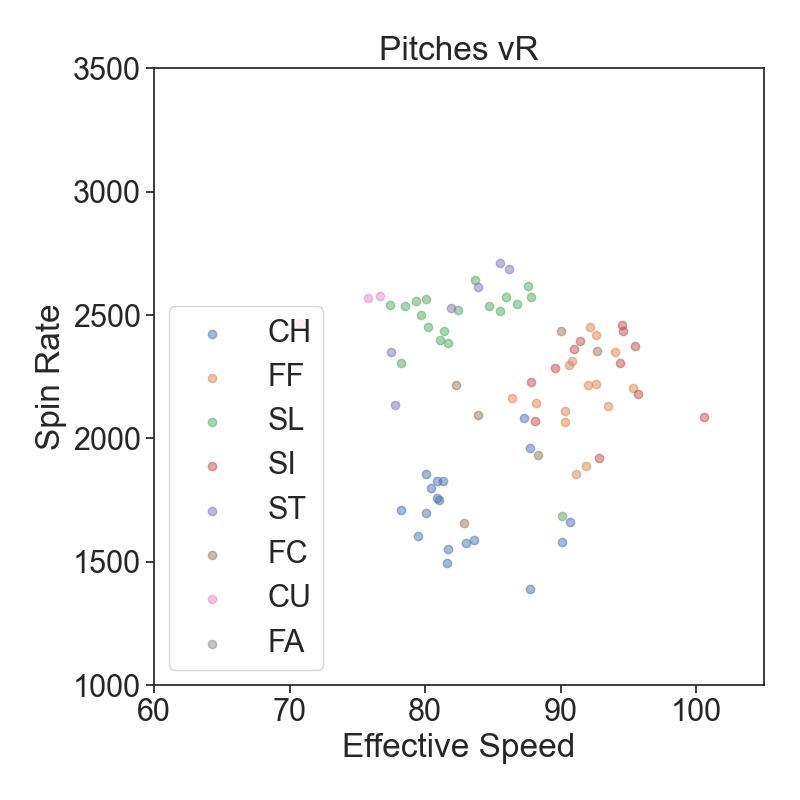 Pitches vR
3500
3000
2500
2000
1500
1000
Spin Rate
CH
FF
SL
SI
ST
FC
CU
FA
60 70 80 90 100
Effective Speed